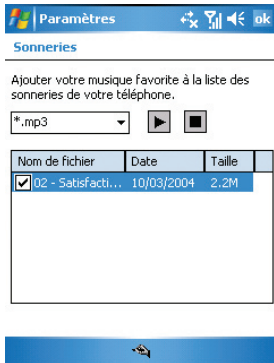 Paramètres ok
Sonneries
Ajouter votre musique favorite à la liste des
sonneries de votre téléphone.
*.mp3
Nom de fichier Date Taille
02 - Satisfacti... 10/03/2004 2.2M